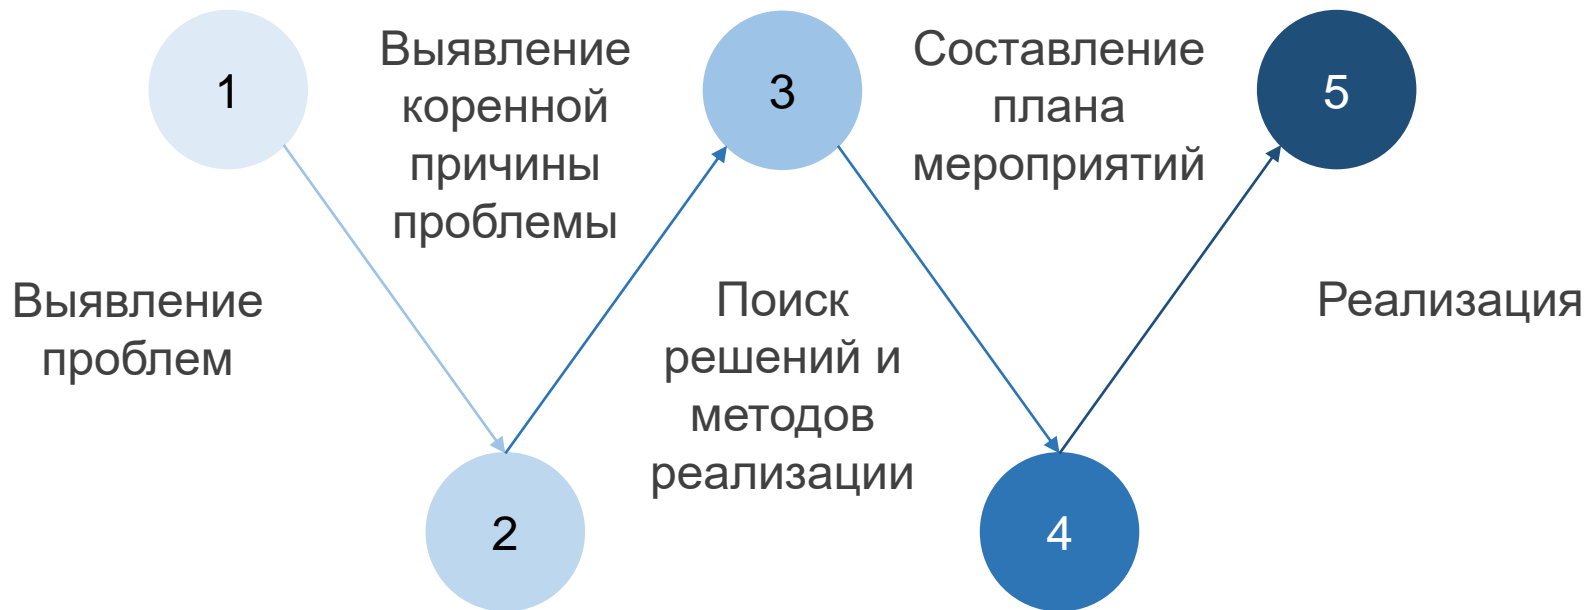 1
Выявление
проблем
2
Выявление
коренной
причины
проблемы
3
Поиск
решений и
методов
реализации
4
Составление
плана
мероприятий
5
Реализация